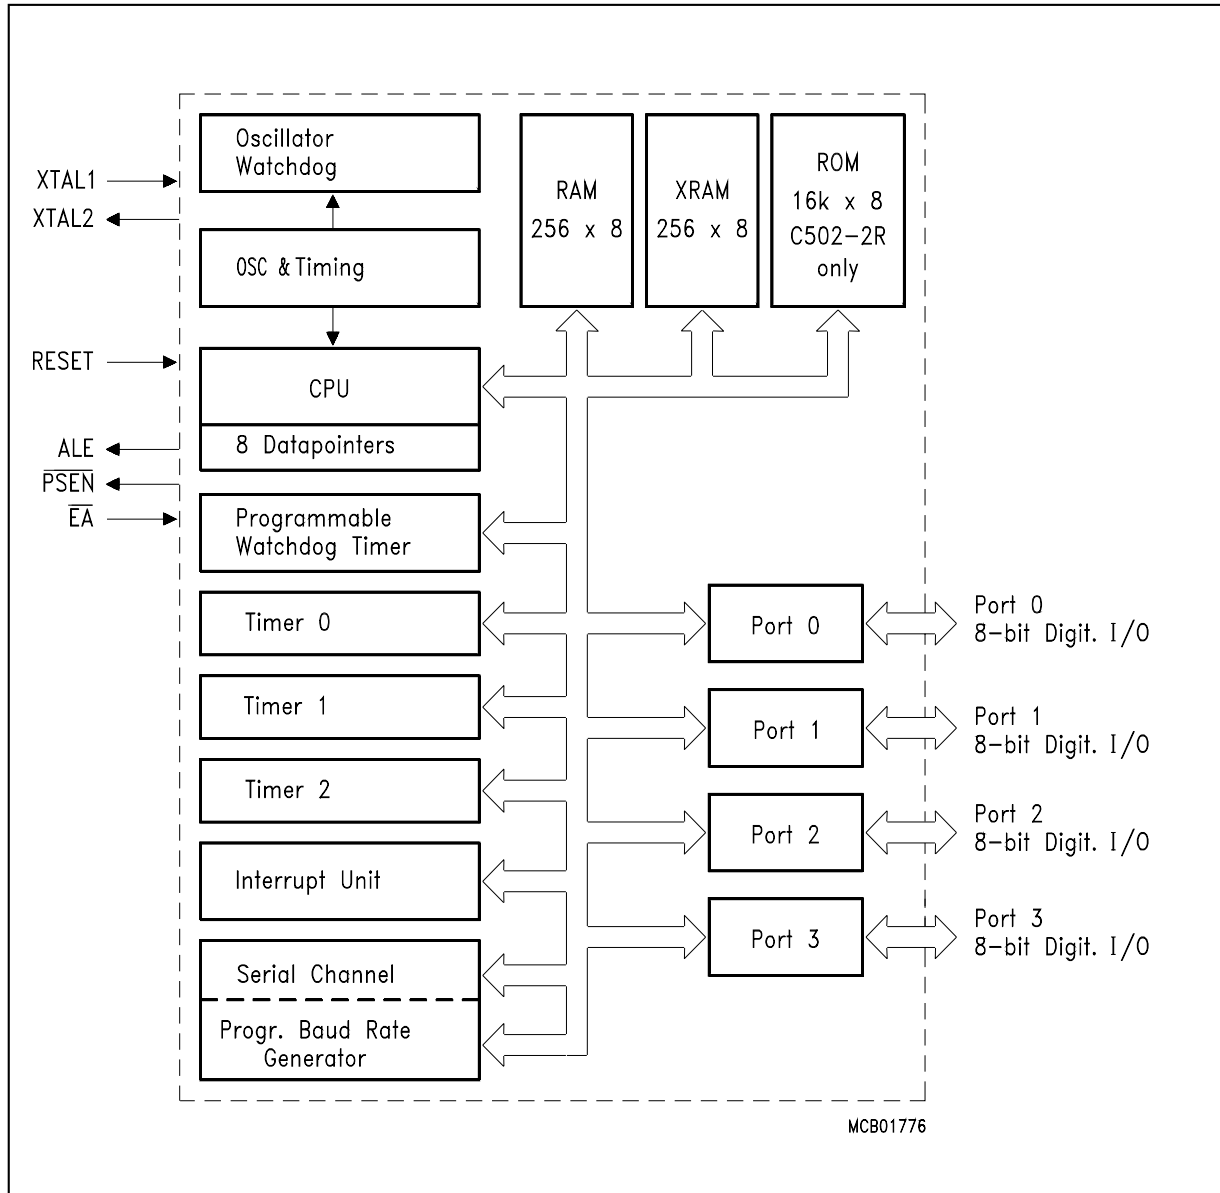 XTAL1
XTAL2
RESET
ALE
PSEN
EA
Oscillator
Watchdog
OSC & Timing
CPU
8 Datapointers
Programmable
Watchdog Timer
Timer 0
Timer 1
Timer 2
Interrupt Unit
Serial Channel
Progr. Baud Rate
Generator
RAM
256 x 8
XRAM
256 x 8
ROM
16k x 8
C502-2R
only
Port 0
Port 1
Port 2
Port 3
Port 0
8-bit Digit. I/O
Port 1
8-bit Digit. I/O
Port 2
8-bit Digit. I/O
Port 3
8-bit Digit. I/O
MCB01776